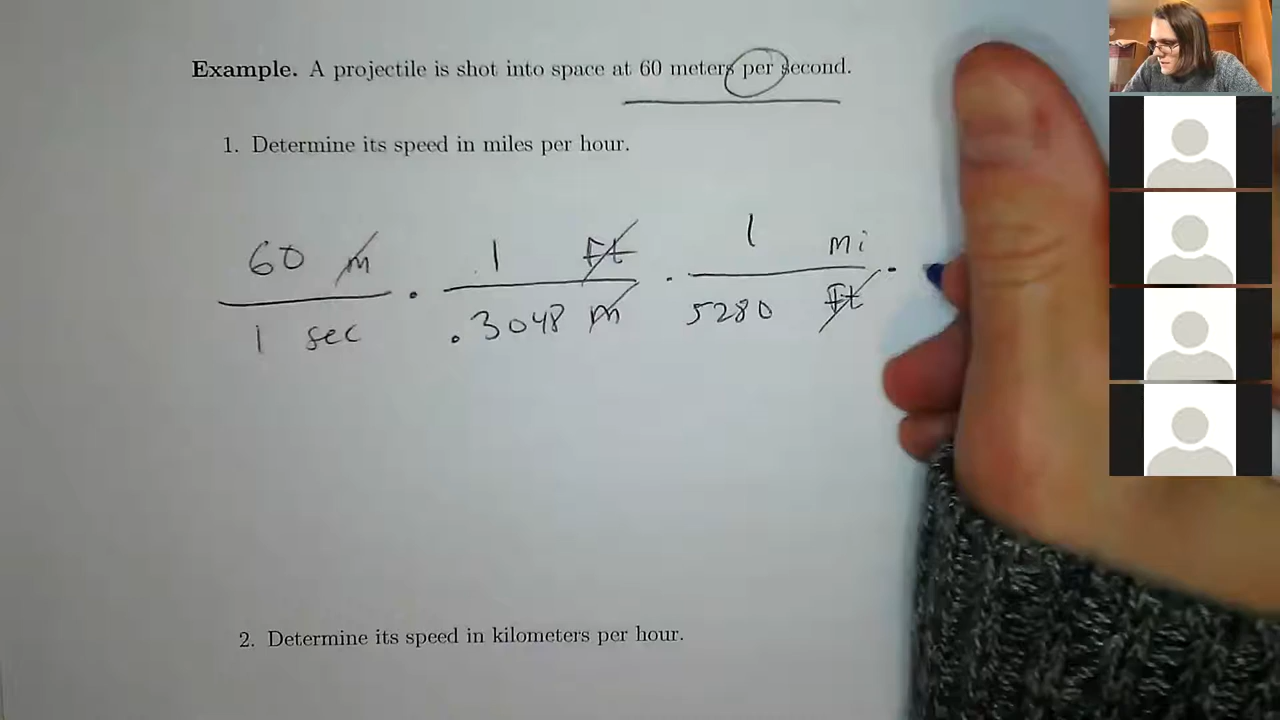 Example. A projectile is shot into space at 60 meters per second.
1. Determine its speed in miles per hour.
60 m / 1 sec · 1 ft / .3048 m · 1 mi / 5280 ft ·
2. Determine its speed in kilometers per hour.